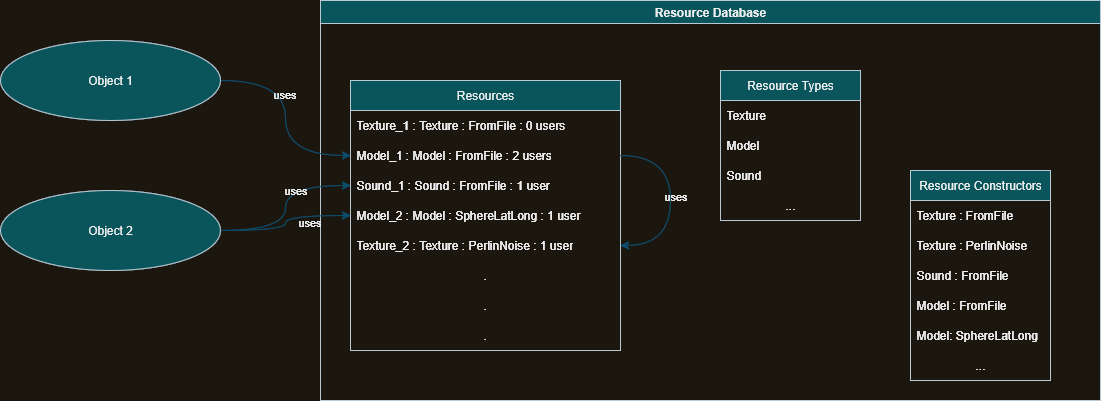 Resource Database
Object 1
uses
Object 2
uses
uses
Resources
Texture_1 : Texture : FromFile : 0 users
Model_1 : Model : FromFile : 2 users
Sound_1 : Sound : FromFile : 1 user
Model_2 : Model : SphereLatLong : 1 user
Texture_2 : Texture : PerlinNoise : 1 user
.
.
.
uses
Resource Types
Texture
Model
Sound
...
Resource Constructors
Texture : FromFile
Texture : PerlinNoise
Sound : FromFile
Model : FromFile
Model: SphereLatLong
...